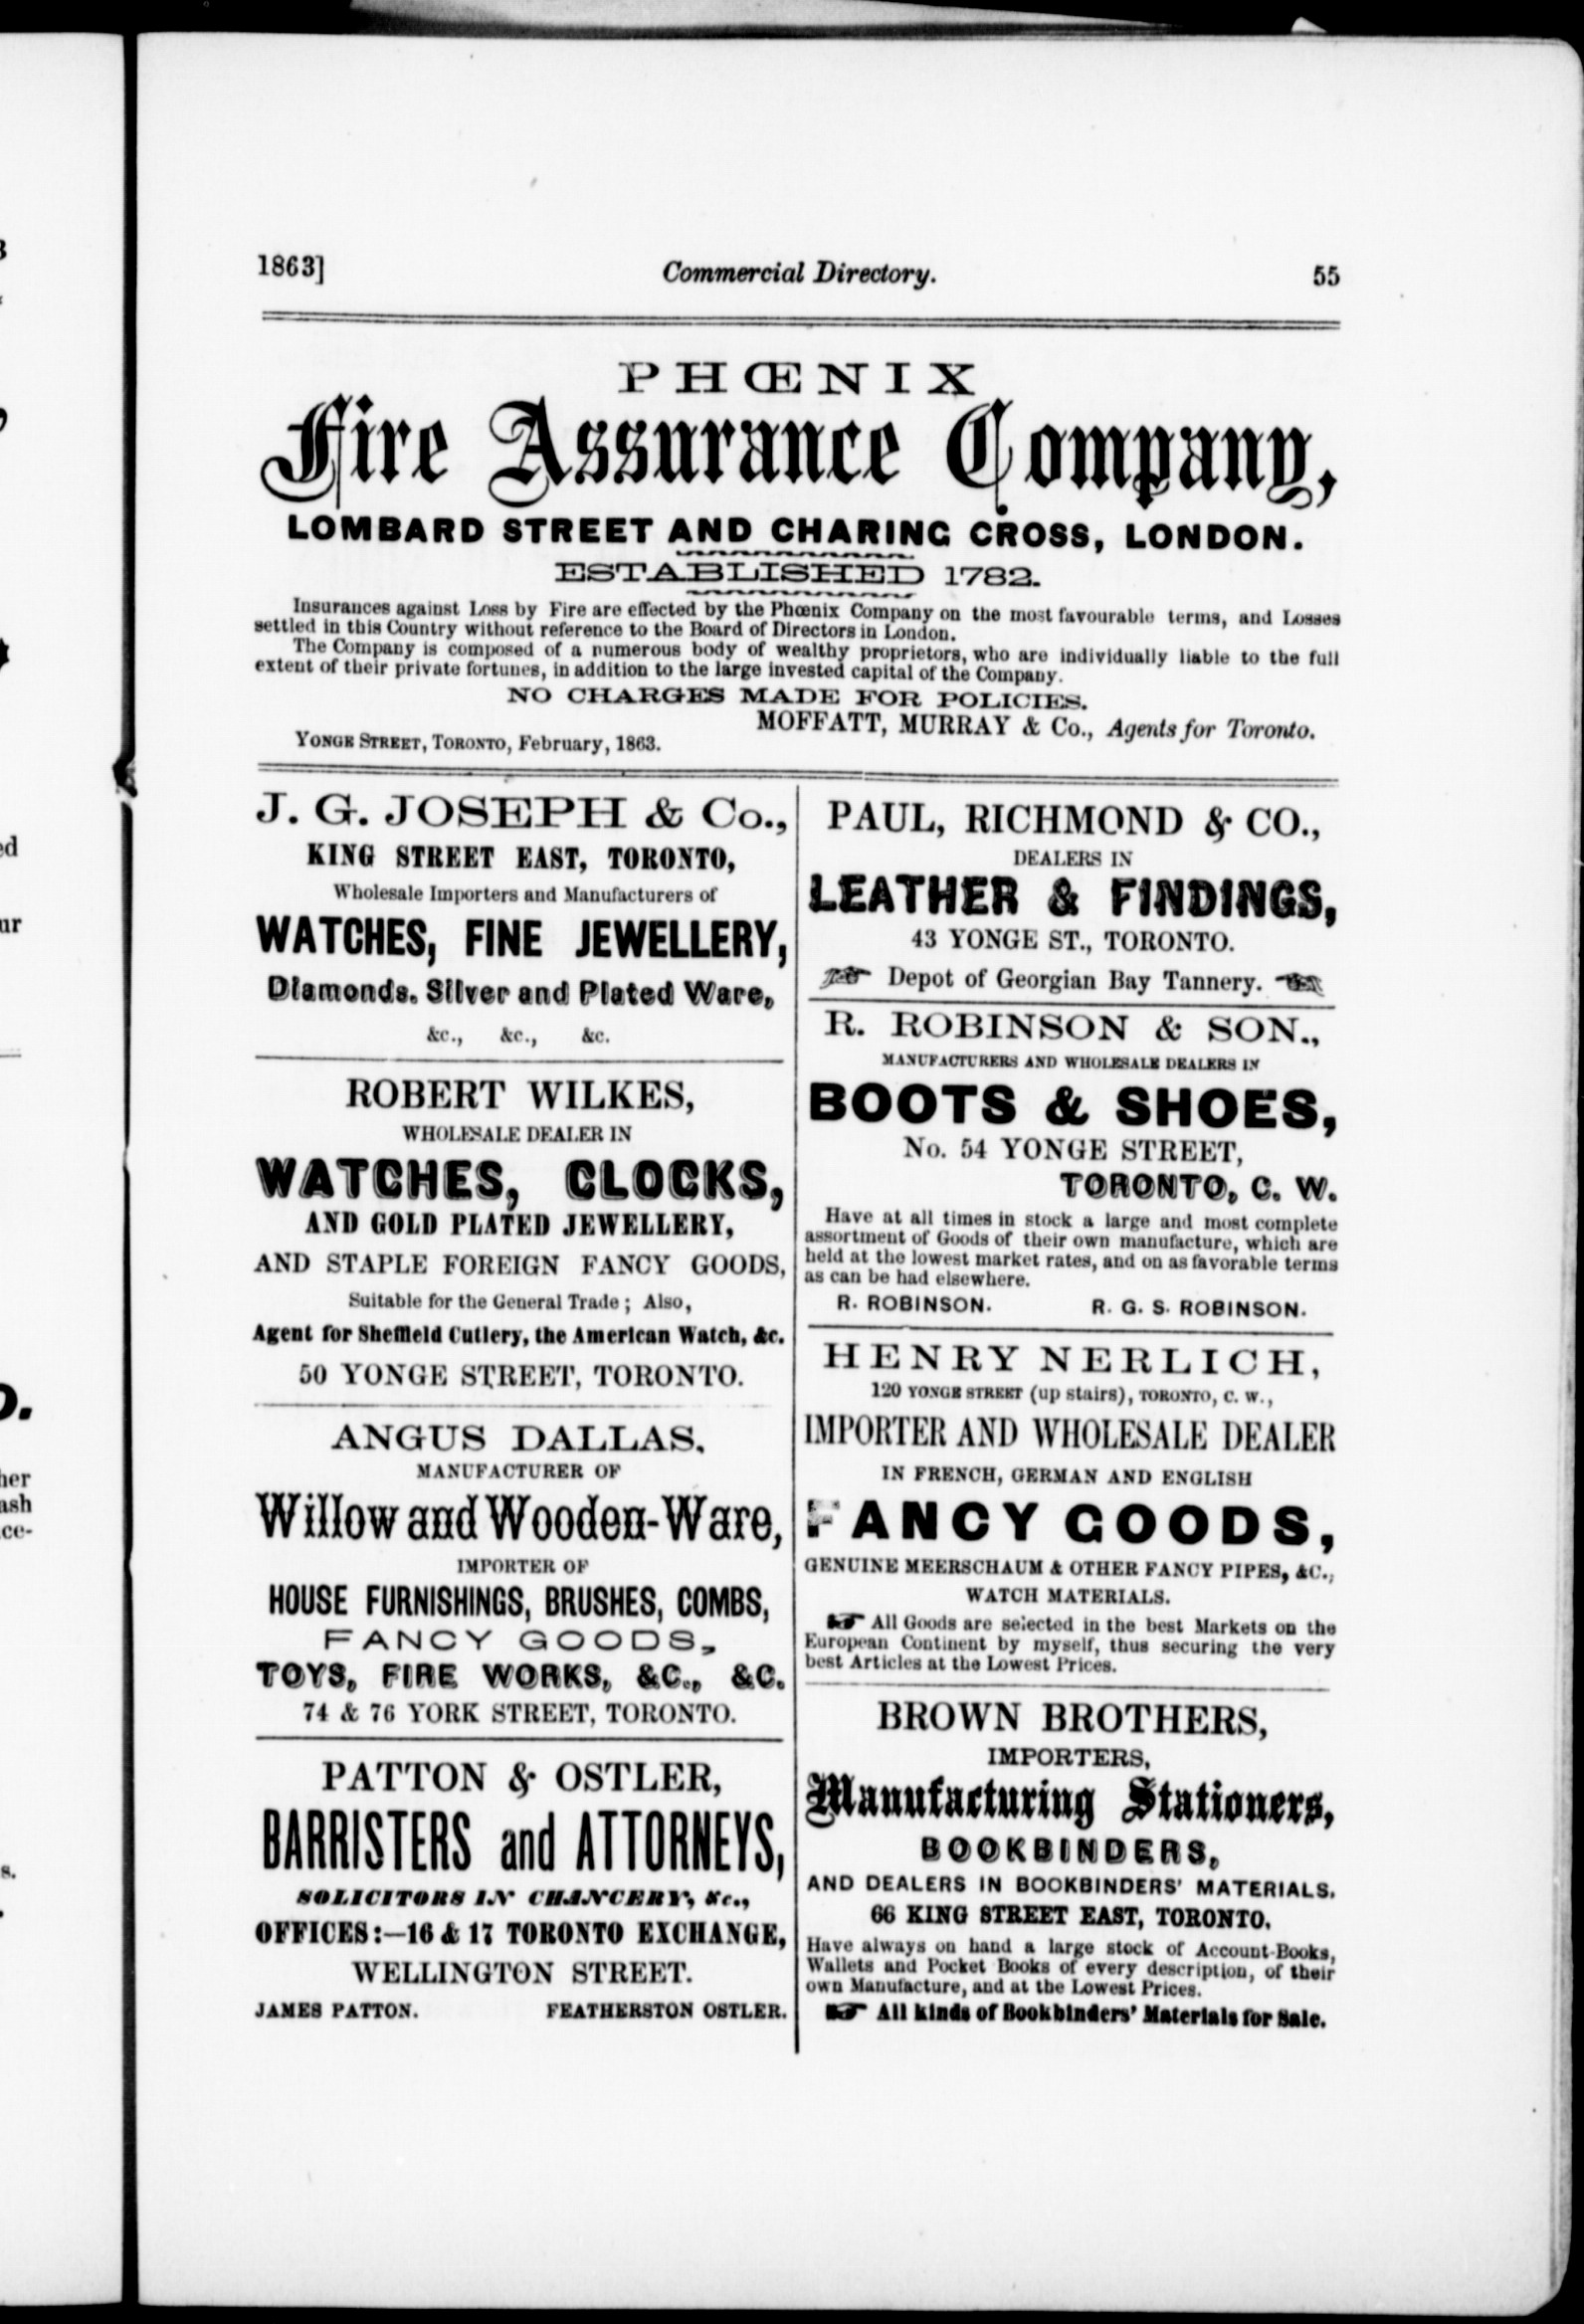 1863]
Commercial Directory.
55
PHŒNIX
Fire Assurance Company,
LOMBARD STREET AND CHARING CROSS, LONDON.
ESTABLISHED 1782.
Insurances against Loss by Fire are effected by the Phœnix Company on the most favourable terms, and Losses
settled in this Country without reference to the Board of Directors in London.
The Company is composed of a numerous body of wealthy proprietors, who are individually liable to the full
extent of their private fortunes, in addition to the large invested capital of the Company.
NO CHARGES MADE FOR POLICIES.
MOFFATT, MURRAY & Co., Agents for Toronto.
YONGE STREET, TORONTO, February, 1863.
J. G. JOSEPH & Co.,
KING STREET EAST, TORONTO,
Wholesale Importers and Manufacturers of
WATCHES, FINE JEWELLERY,
Diamonds. Silver and Plated Ware,
&c., &c., &c.
ROBERT WILKES,
WHOLESALE DEALER IN
WATCHES, CLOCKS,
AND GOLD PLATED JEWELLERY,
AND STAPLE FOREIGN FANCY GOODS,
Suitable for the General Trade; Also,
Agent for Sheffield Cutlery, the American Watch, &c.
50 YONGE STREET, TORONTO.
ANGUS DALLAS.
MANUFACTURER OF
Willow and Wooden-Ware,
IMPORTER OF
HOUSE FURNISHINGS, BRUSHES, COMBS,
FANCY GOODS,
TOYS, FIRE WORKS, &C., &C.
74 & 76 YORK STREET, TORONTO.
PATTON & OSTLER,
BARRISTERS and ATTORNEYS,
SOLICITORS IN CHANCERY, &c.,
OFFICES:—16 & 17 TORONTO EXCHANGE,
WELLINGTON STREET.
JAMES PATTON. FEATHERSTON OSTLER.
PAUL, RICHMOND & CO.,
DEALERS IN
LEATHER & FINDINGS,
43 YONGE ST., TORONTO.
☞ Depot of Georgian Bay Tannery. ☜
R. ROBINSON & SON.,
MANUFACTURERS AND WHOLESALE DEALERS IN
BOOTS & SHOES,
No. 54 YONGE STREET,
TORONTO, C. W.
Have at all times in stock a large and most complete
assortment of Goods of their own manufacture, which are
held at the lowest market rates, and on as favorable terms
as can be had elsewhere.
R. ROBINSON. R. G. S. ROBINSON.
HENRY NERLICH,
120 YONGE STREET (up stairs), TORONTO, C. W.,
IMPORTER AND WHOLESALE DEALER
IN FRENCH, GERMAN AND ENGLISH
FANCY GOODS,
GENUINE MEERSCHAUM & OTHER FANCY PIPES, &C.,
WATCH MATERIALS.
☞ All Goods are selected in the best Markets on the
European Continent by myself, thus securing the very
best Articles at the Lowest Prices.
BROWN BROTHERS,
IMPORTERS,
Manufacturing Stationers,
BOOKBINDERS,
AND DEALERS IN BOOKBINDERS' MATERIALS.
66 KING STREET EAST, TORONTO.
Have always on hand a large stock of Account-Books,
Wallets and Pocket Books of every description, of their
own Manufacture, and at the Lowest Prices.
☞ All kinds of Bookbinders' Materials for Sale.